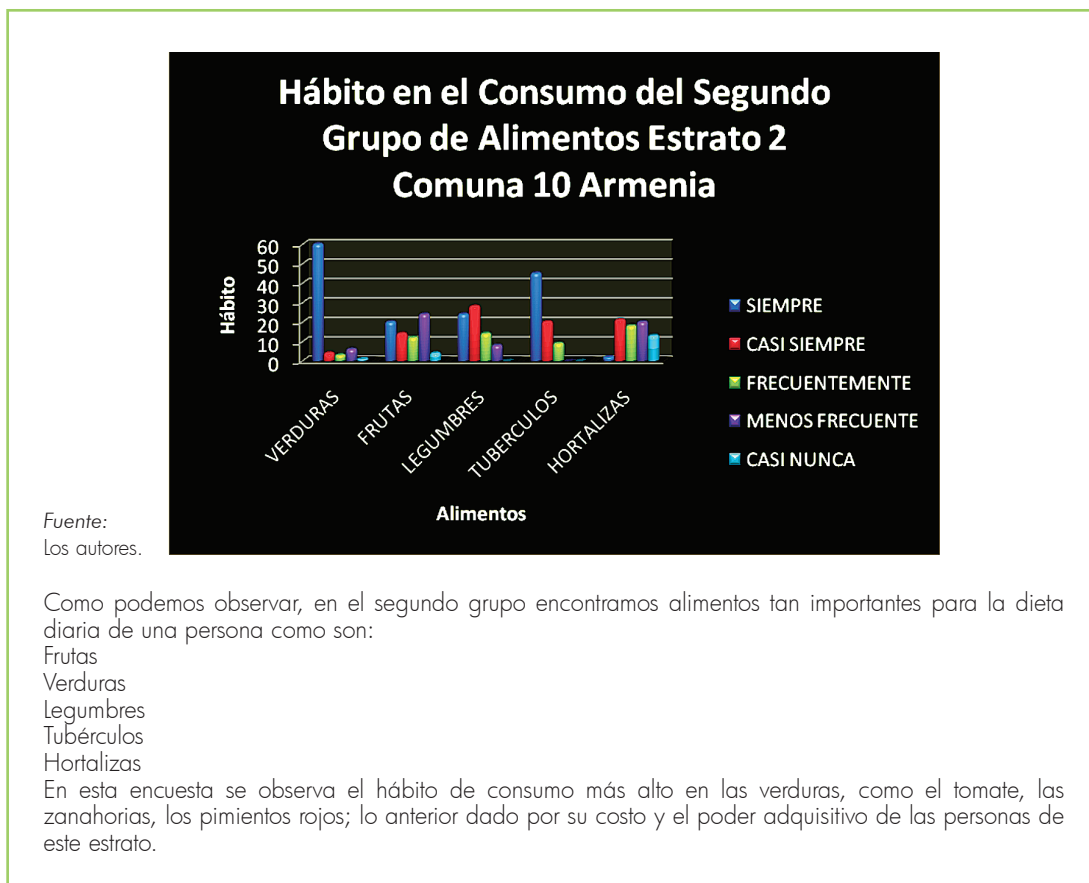 Hábito en el Consumo del Segundo
Grupo de Alimentos Estrato 2
Comuna 10 Armenia
60
50
40
30
20
10
0
Hábito
VERDURAS
FRUTAS
LEGUMBRES
TUBERCULOS
HORTALIZAS
Alimentos
SIEMPRE
CASI SIEMPRE
FRECUENTEMENTE
MENOS FRECUENTE
CASI NUNCA
Fuente:
Los autores.
Como podemos observar, en el segundo grupo encontramos alimentos tan importantes para la dieta
diaria de una persona como son:
Frutas
Verduras
Legumbres
Tubérculos
Hortalizas
En esta encuesta se observa el hábito de consumo más alto en las verduras, como el tomate, las
zanahorias, los pimientos rojos; lo anterior dado por su costo y el poder adquisitivo de las personas de
este estrato.